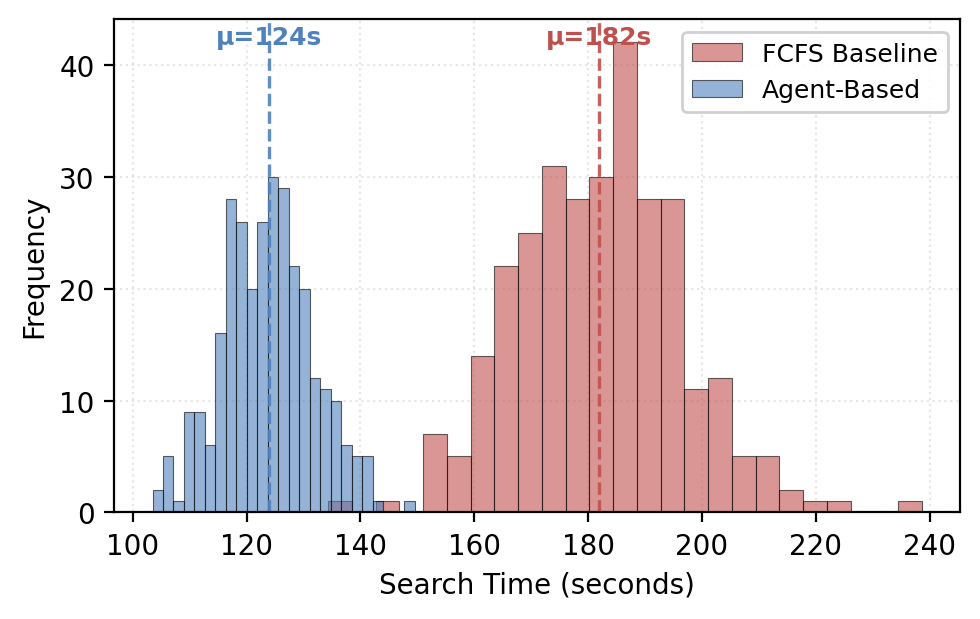 μ=124s
μ=182s
FCFS Baseline
Agent-Based
Frequency
40
30
20
10
0
100 120 140 160 180 200 220 240
Search Time (seconds)